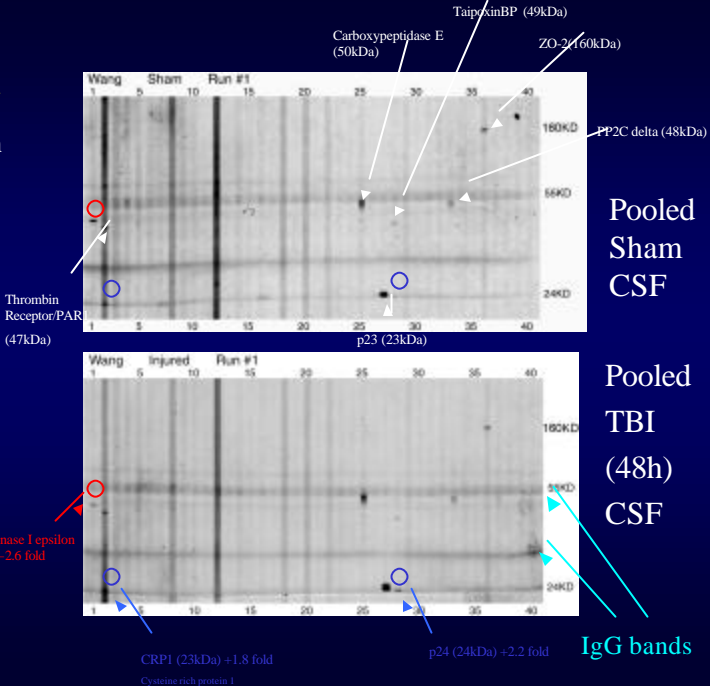 TaipoxinBP (49kDa)
Carboxypeptidase E
(50kDa)
ZO-2(160kDa)
Wang Sham Run #1
1 5 10 15 20 25 30 35 40
160KD
PP2C delta (48kDa)
55KD
Pooled
Sham
CSF
24KD
Thrombin
Receptor/PAR1
(47kDa)
1 5 10 15 20 25 30 35 40
p23 (23kDa)
Wang Injured Run #1
1 5 10 15 20 25 30 35 40
160KD
Pooled
TBI
(48h)
CSF
55KD
nase I epsilon
-2.6 fold
24KD
1 5 10 15 20 25 30 35 40
CRP1 (23kDa) +1.8 fold
Cysteine rich protein 1
p24 (24kDa) +2.2 fold
IgG bands